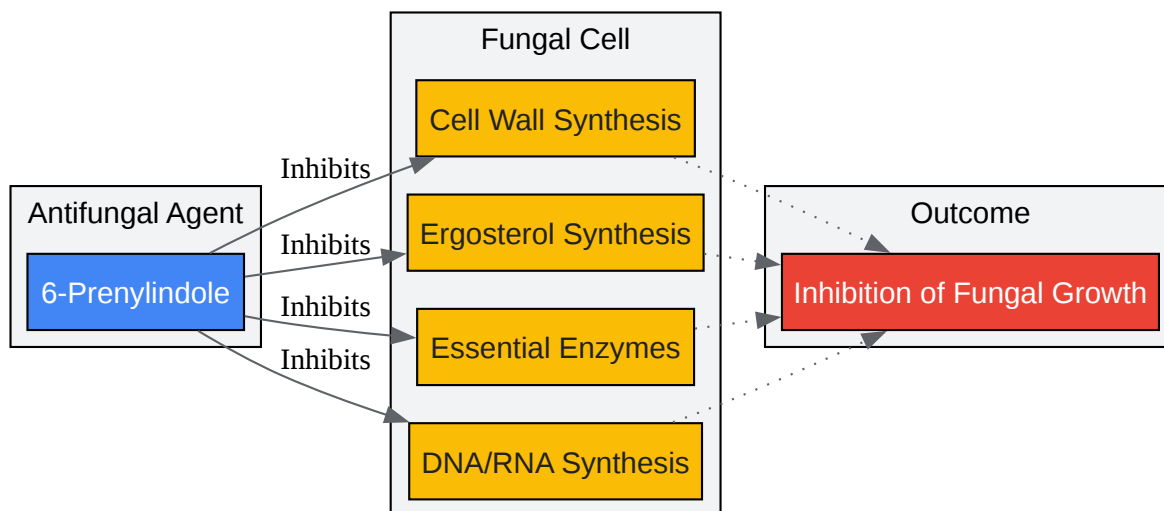 Antifungal Agent
6-Prenylindole
Inhibits
Inhibits
Inhibits
Inhibits
Fungal Cell
Cell Wall Synthesis
Ergosterol Synthesis
Essential Enzymes
DNA/RNA Synthesis
Outcome
Inhibition of Fungal Growth